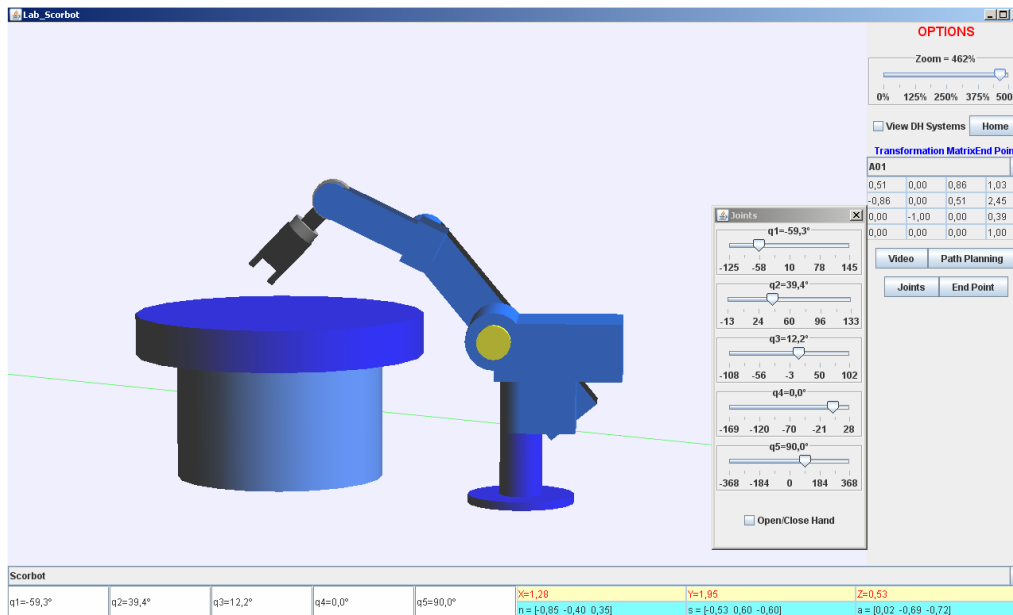 Lab_Scorbot
OPTIONS
Zoom = 462%
0% 125% 250% 375% 500
View DH Systems Home
Transformation MatrixEnd Poin
A01
0,51 0,00 0,86 1,03
-0,86 0,00 0,51 2,45
0,00 -1,00 0,00 0,39
0,00 0,00 0,00 1,00
Video Path Planning
Joints End Point
Joints
q1=-59,3°
-125 -58 10 78 145
q2=39,4°
-13 24 60 96 133
q3=12,2°
-108 -56 -3 50 102
q4=0,0°
-169 -120 -70 -21 28
q5=90,0°
-368 -184 0 184 368
Open/Close Hand
Scorbot
q1=-59,3° q2=39,4° q3=12,2° q4=0,0° q5=90,0° X=1,28 Y=1,95 Z=0,53
n = [-0,85 -0,40 0,35] s = [-0,53 0,60 -0,60] a = [0,02 -0,69 -0,72]